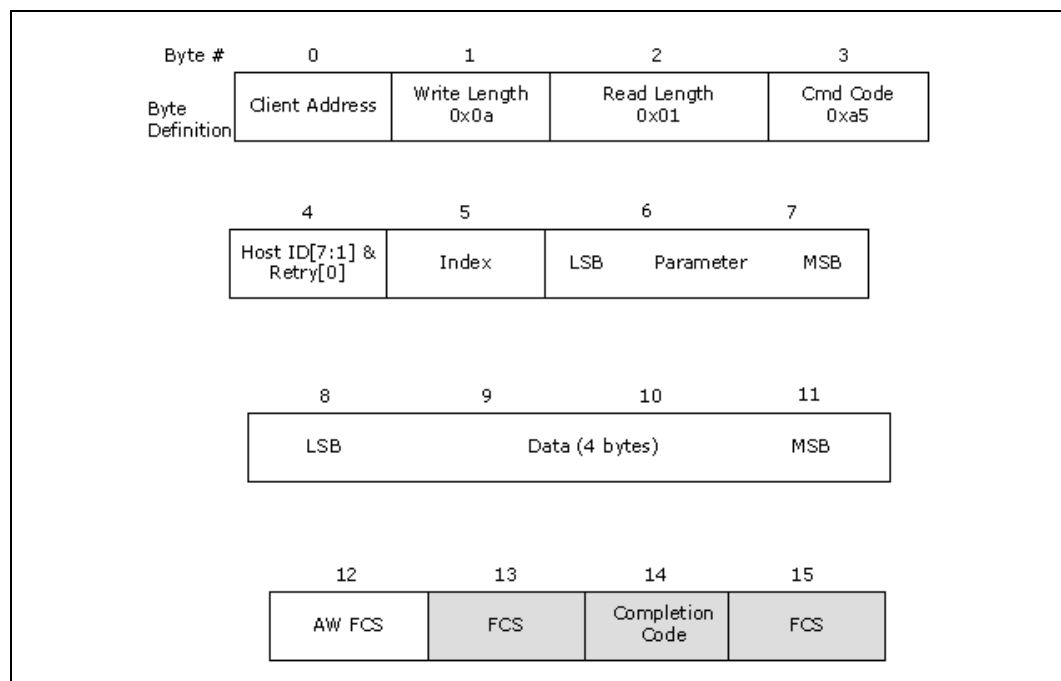 Byte # 0 1 2 3
Byte Definition
Client Address
Write Length
0x0a
Read Length
0x01
Cmd Code
0xa5
4 5 6 7
Host ID[7:1] &
Retry[0]
Index
LSB Parameter MSB
8 9 10 11
LSB Data (4 bytes) MSB
12 13 14 15
AW FCS
FCS
Completion
Code
FCS